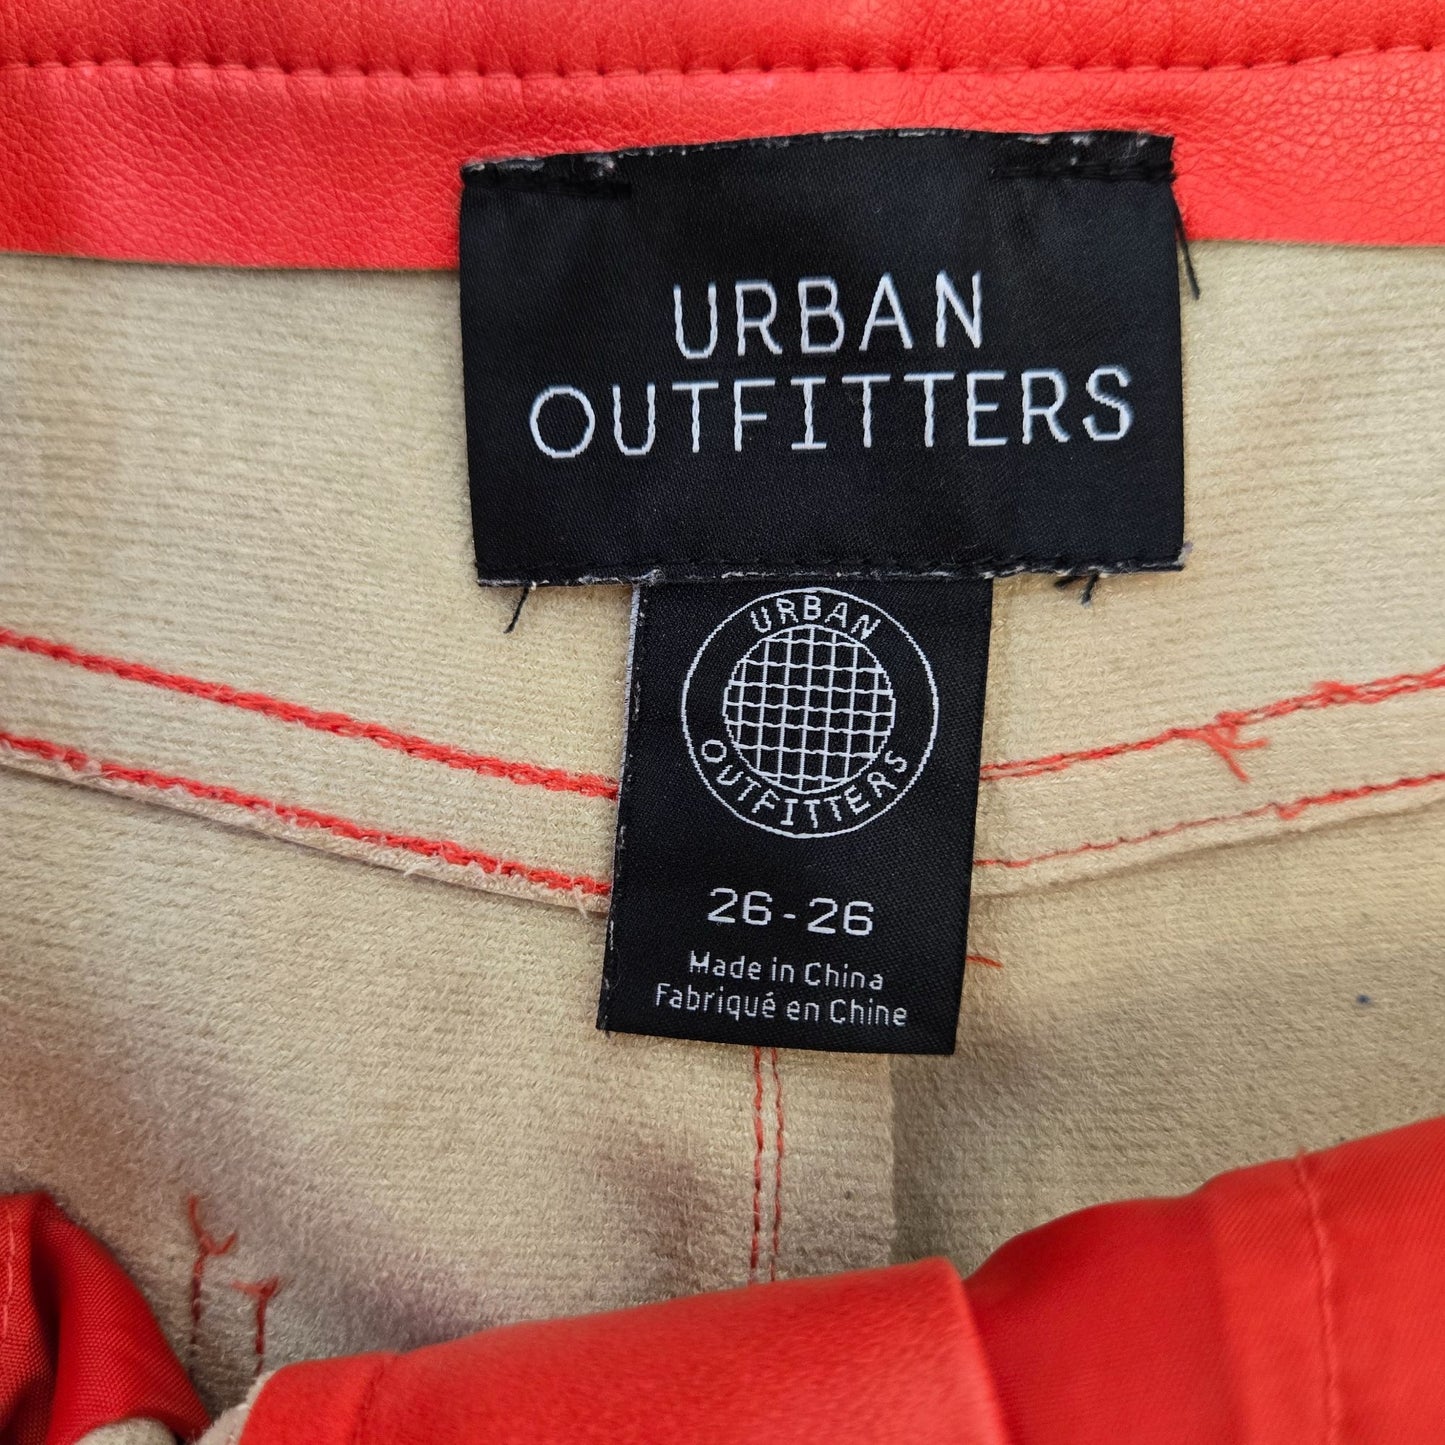 URBAN
OUTFITTERS
URBAN
OUTFITTERS
26 - 26
Made in China
Fabriqué en Chine